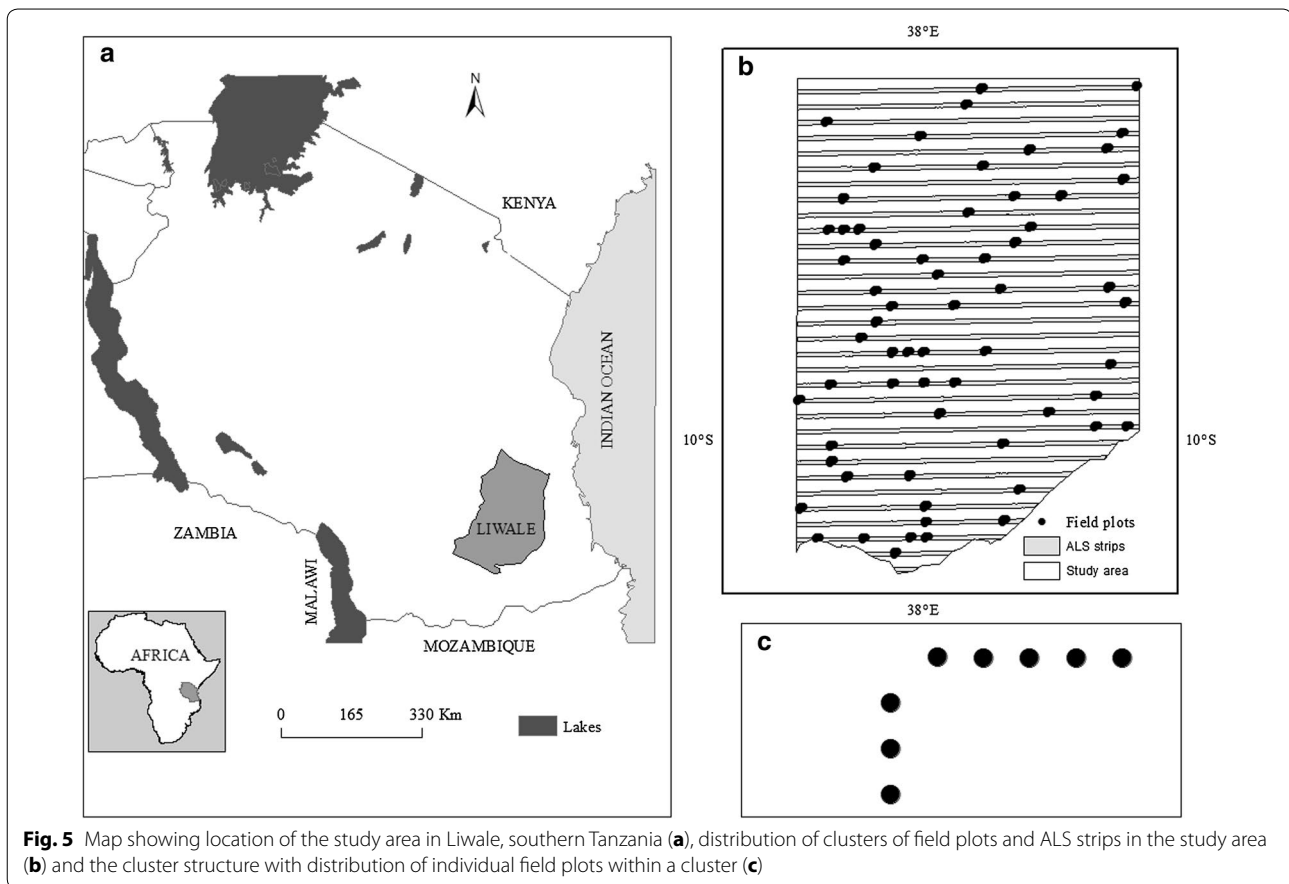 a
N
KENYA
INDIAN OCEAN
LIWALE
ZAMBIA
MALAWI
MOZAMBIQUE
AFRICA
0 165 330 Km
Lakes
38°E
b
10°S
10°S
Field plots
ALS strips
Study area
38°E
c
Fig. 5 Map showing location of the study area in Liwale, southern Tanzania (a), distribution of clusters of field plots and ALS strips in the study area
(b) and the cluster structure with distribution of individual field plots within a cluster (c)